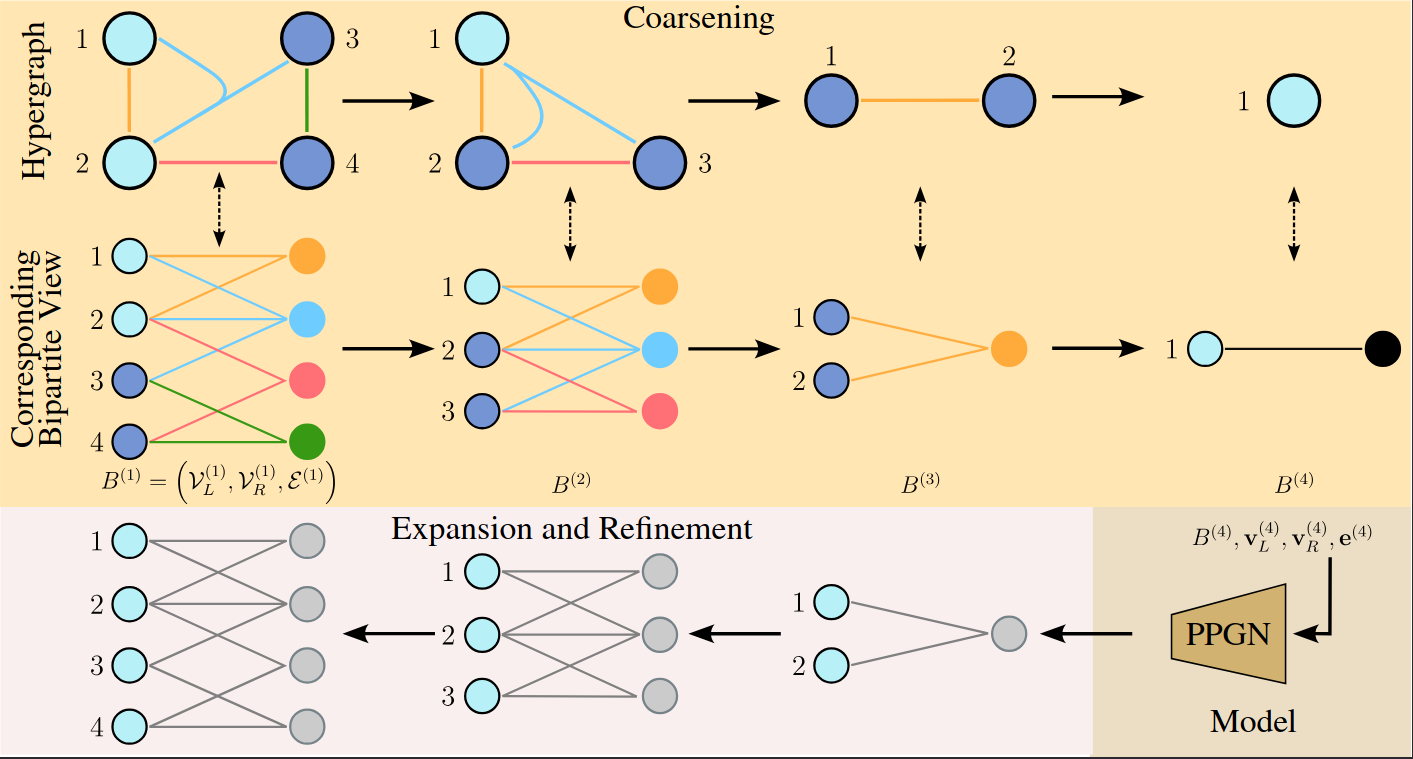 Coarsening
Hypergraph
1 3
2 4
1
2 3
1 2
1
Corresponding
Bipartite View
1
2
3
4
1
2
3
1
2
1
B^{(1)} = (\mathcal{V}_L^{(1)}, \mathcal{V}_R^{(1)}, \mathcal{E}^{(1)})
B^{(2)}
B^{(3)}
B^{(4)}
Expansion and Refinement
1
2
3
4
1
2
3
1
2
B^{(4)}, \mathbf{v}_L^{(4)}, \mathbf{v}_R^{(4)}, \mathbf{e}^{(4)}
PPGN
Model